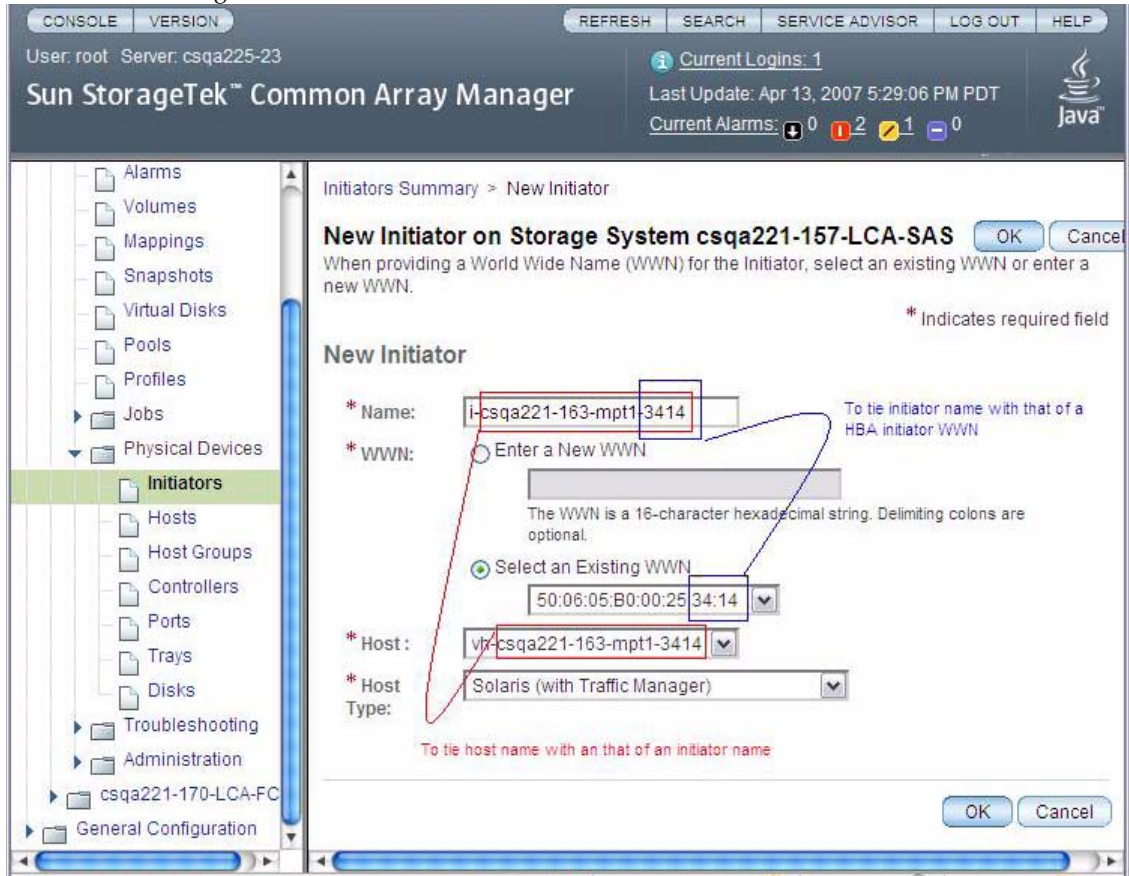 CONSOLE VERSION REFRESH SEARCH SERVICE ADVISOR LOG OUT HELP
User: root Server: csqa225-23
Current Logins: 1
Sun StorageTek™ Common Array Manager
Last Update: Apr 13, 2007 5:29:06 PM PDT
Current Alarms: 0 2 1 0
Java™
Alarms
Volumes
Mappings
Snapshots
Virtual Disks
Pools
Profiles
Jobs
Physical Devices
Initiators
Hosts
Host Groups
Controllers
Ports
Trays
Disks
Troubleshooting
Administration
csqa221-170-LCA-FC
General Configuration
Initiators Summary > New Initiator
New Initiator on Storage System csqa221-157-LCA-SAS OK Cancel
When providing a World Wide Name (WWN) for the Initiator, select an existing WWN or enter a
new WWN.
* Indicates required field
New Initiator
* Name: i-csqa221-163-mpt1-3414
To tie initiator name with that of a
HBA initiator WWN
* WWN: Enter a New WWN
The WWN is a 16-character hexadecimal string. Delimiting colons are
optional.
Select an Existing WWN
50:06:05:B0:00:25:34:14
* Host : vh-csqa221-163-mpt1-3414
* Host Type: Solaris (with Traffic Manager)
To tie host name with an that of an initiator name
OK Cancel